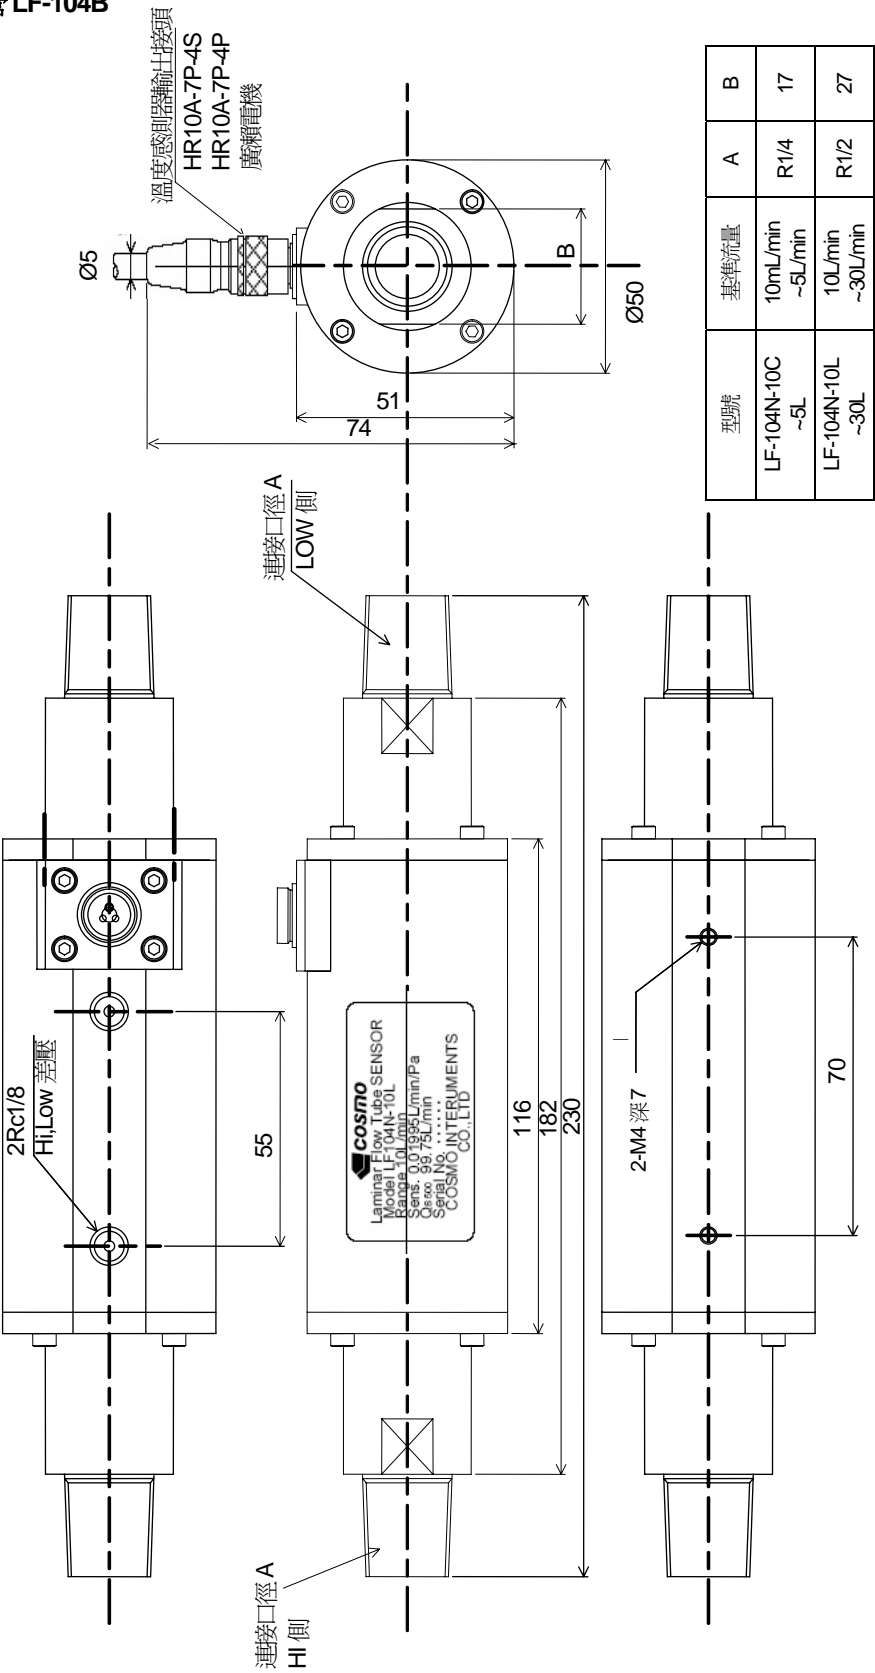 LF-104B
溫度感測器輸出接頭
HR10A-7P-4S
HR10A-7P-4P
廣瀨電機
Ø5
B
Ø50
51
74
連接口徑 A
LOW 側
2Rc1/8
Hi,Low 差壓
55
COSMO
Laminar Flow Tube SENSOR
Model LF104N-10L
Range 10L/min
Sens. 0.01995L/min/Pa
Qs500 99.75L/min
Serial No. ······
COSMO INTERUMENTS
CO.,LTD
116
182
230
連接口徑 A
HI 側
2-M4 深 7
70
型號 基準流量 A B
LF-104N-10C 10mL/min R1/4 17
~5L ~5L/min
LF-104N-10L 10L/min R1/2 27
~30L ~30L/min